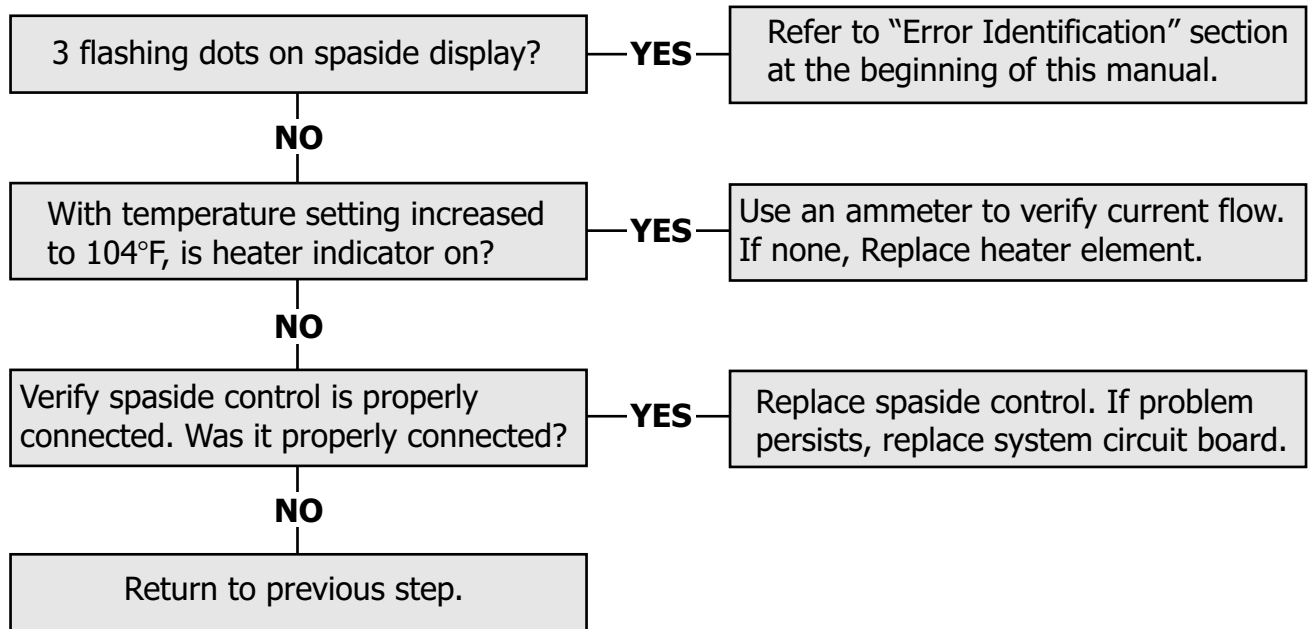 3 flashing dots on spaside display?
YES
Refer to “Error Identification” section
at the beginning of this manual.
NO
With temperature setting increased
to 104°F, is heater indicator on?
YES
Use an ammeter to verify current flow.
If none, Replace heater element.
NO
Verify spaside control is properly
connected. Was it properly connected?
YES
Replace spaside control. If problem
persists, replace system circuit board.
NO
Return to previous step.